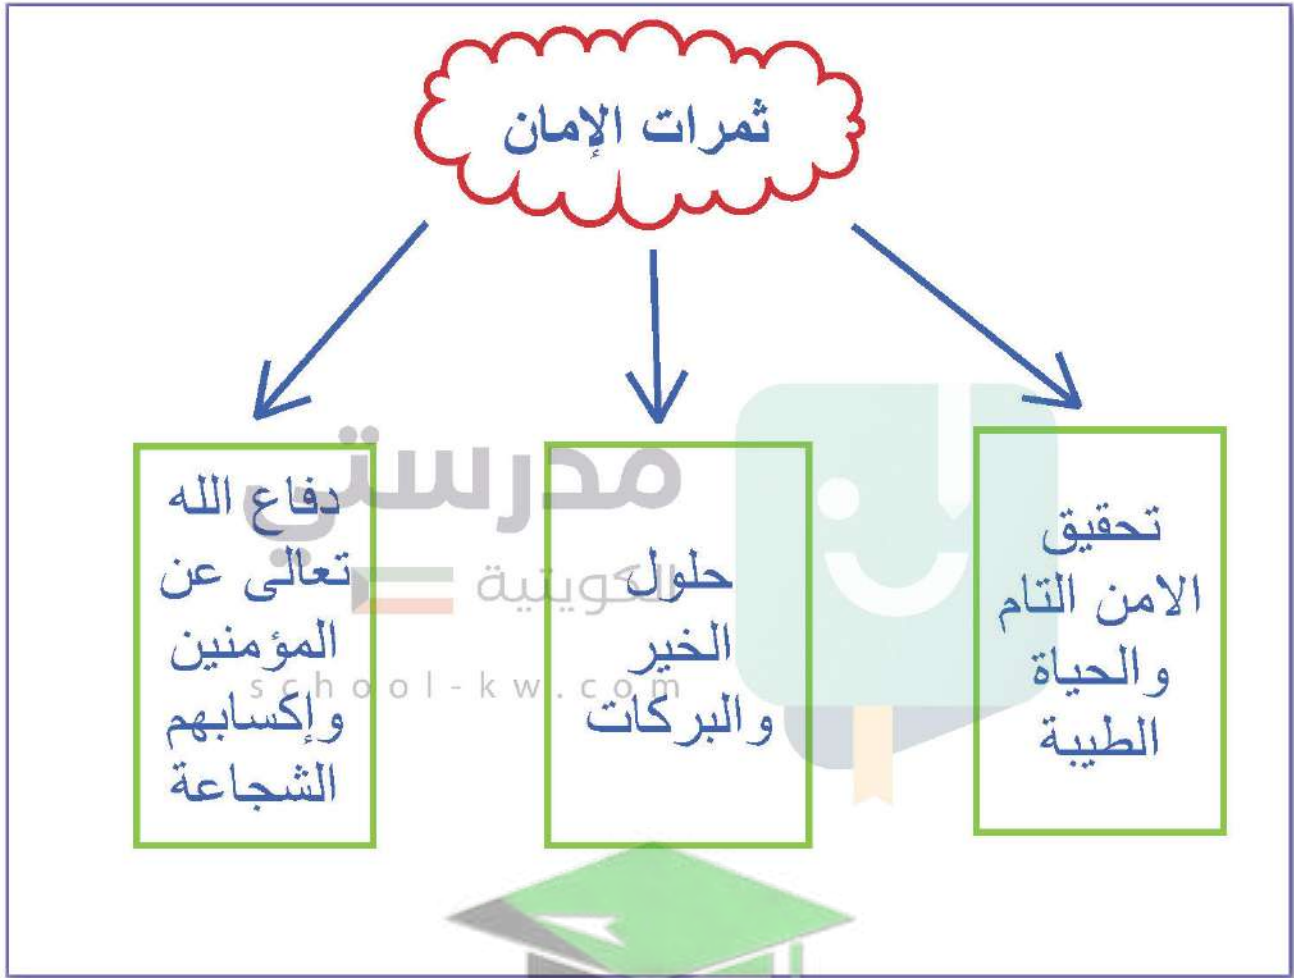 ثمرات الإمان
تحقيق
الامن التام
والحياة
الطيبة
حلول
الخير
والبركات
دفاع الله
تعالى عن
المؤمنين
وإكسابهم
الشجاعة
مدرستي
الكويتية
school-kw.com